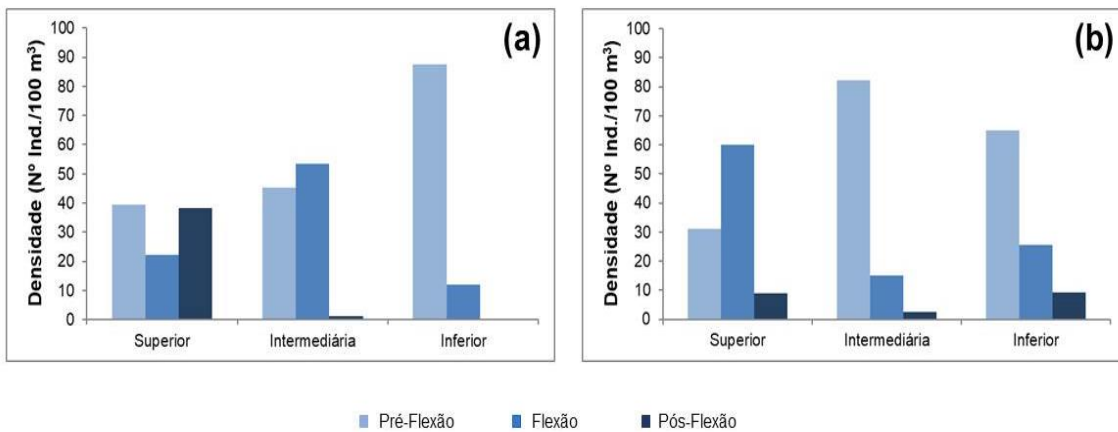 (a)
Densidade (Nº Ind./100 m³)
100
90
80
70
60
50
40
30
20
10
0
Superior
Intermediária
Inferior
(b)
Densidade (Nº Ind./100 m³)
100
90
80
70
60
50
40
30
20
10
0
Superior
Intermediária
Inferior
Pré-Flexão
Flexão
Pós-Flexão